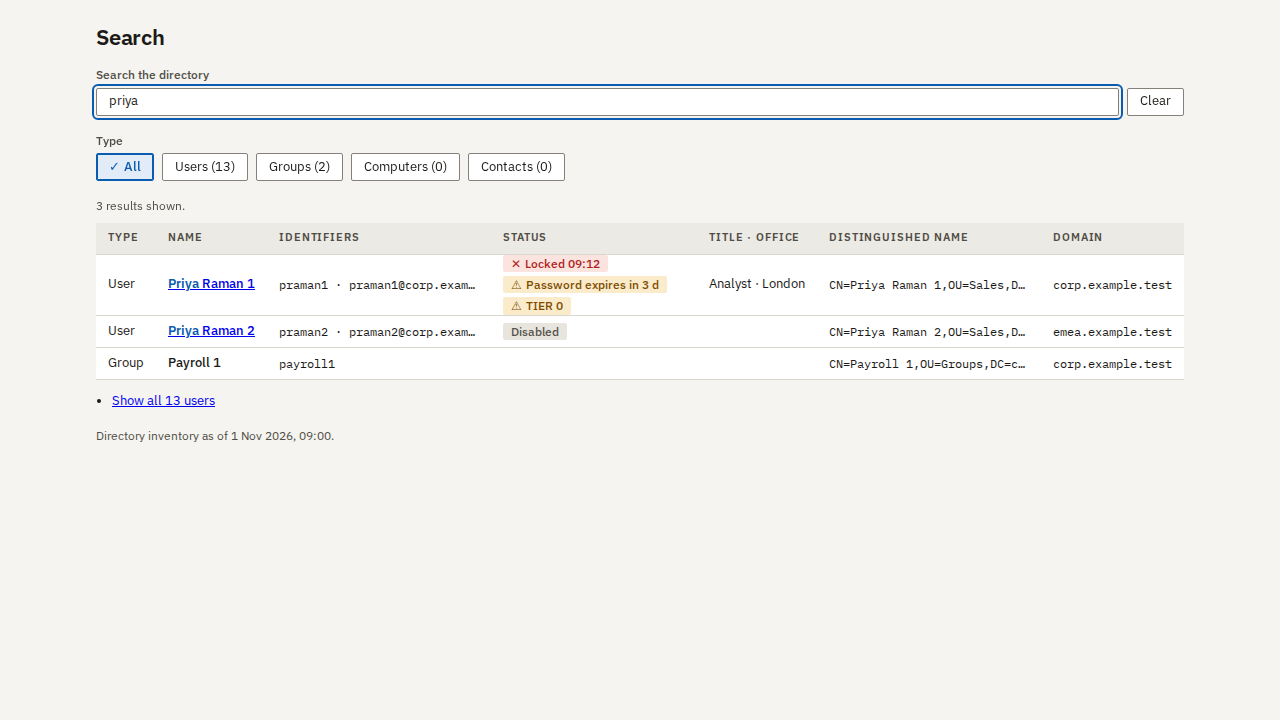 Search
Search the directory
priya
Clear
Type
✓ All Users (13) Groups (2) Computers (0) Contacts (0)
3 results shown.
TYPE NAME IDENTIFIERS STATUS TITLE · OFFICE DISTINGUISHED NAME DOMAIN
✕ Locked 09:12
User Priya Raman 1 praman1 · praman1@corp.exam… ⚠ Password expires in 3 d Analyst · London CN=Priya Raman 1,OU=Sales,D… corp.example.test
⚠ TIER 0
User Priya Raman 2 praman2 · praman2@corp.exam… Disabled CN=Priya Raman 2,OU=Sales,D… emea.example.test
Group Payroll 1 payroll1 CN=Payroll 1,OU=Groups,DC=c… corp.example.test
• Show all 13 users
Directory inventory as of 1 Nov 2026, 09:00.